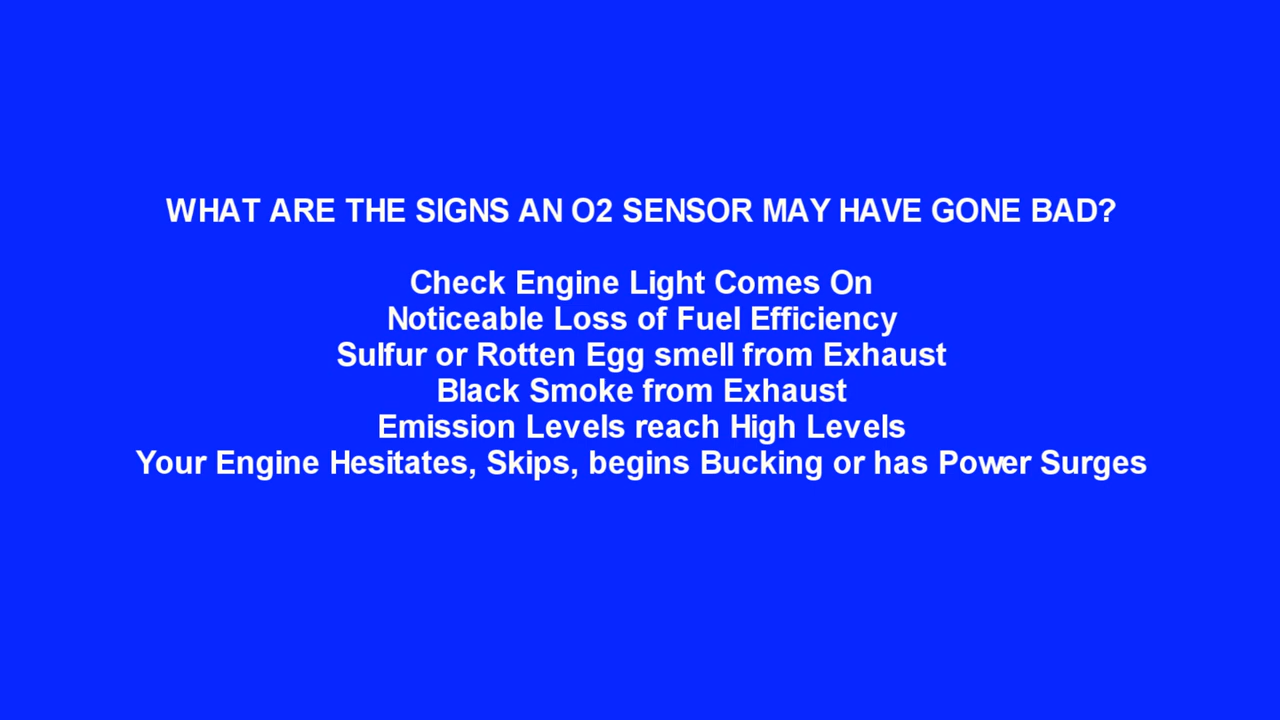 WHAT ARE THE SIGNS AN O2 SENSOR MAY HAVE GONE BAD?
Check Engine Light Comes On
Noticeable Loss of Fuel Efficiency
Sulfur or Rotten Egg smell from Exhaust
Black Smoke from Exhaust
Emission Levels reach High Levels
Your Engine Hesitates, Skips, begins Bucking or has Power Surges